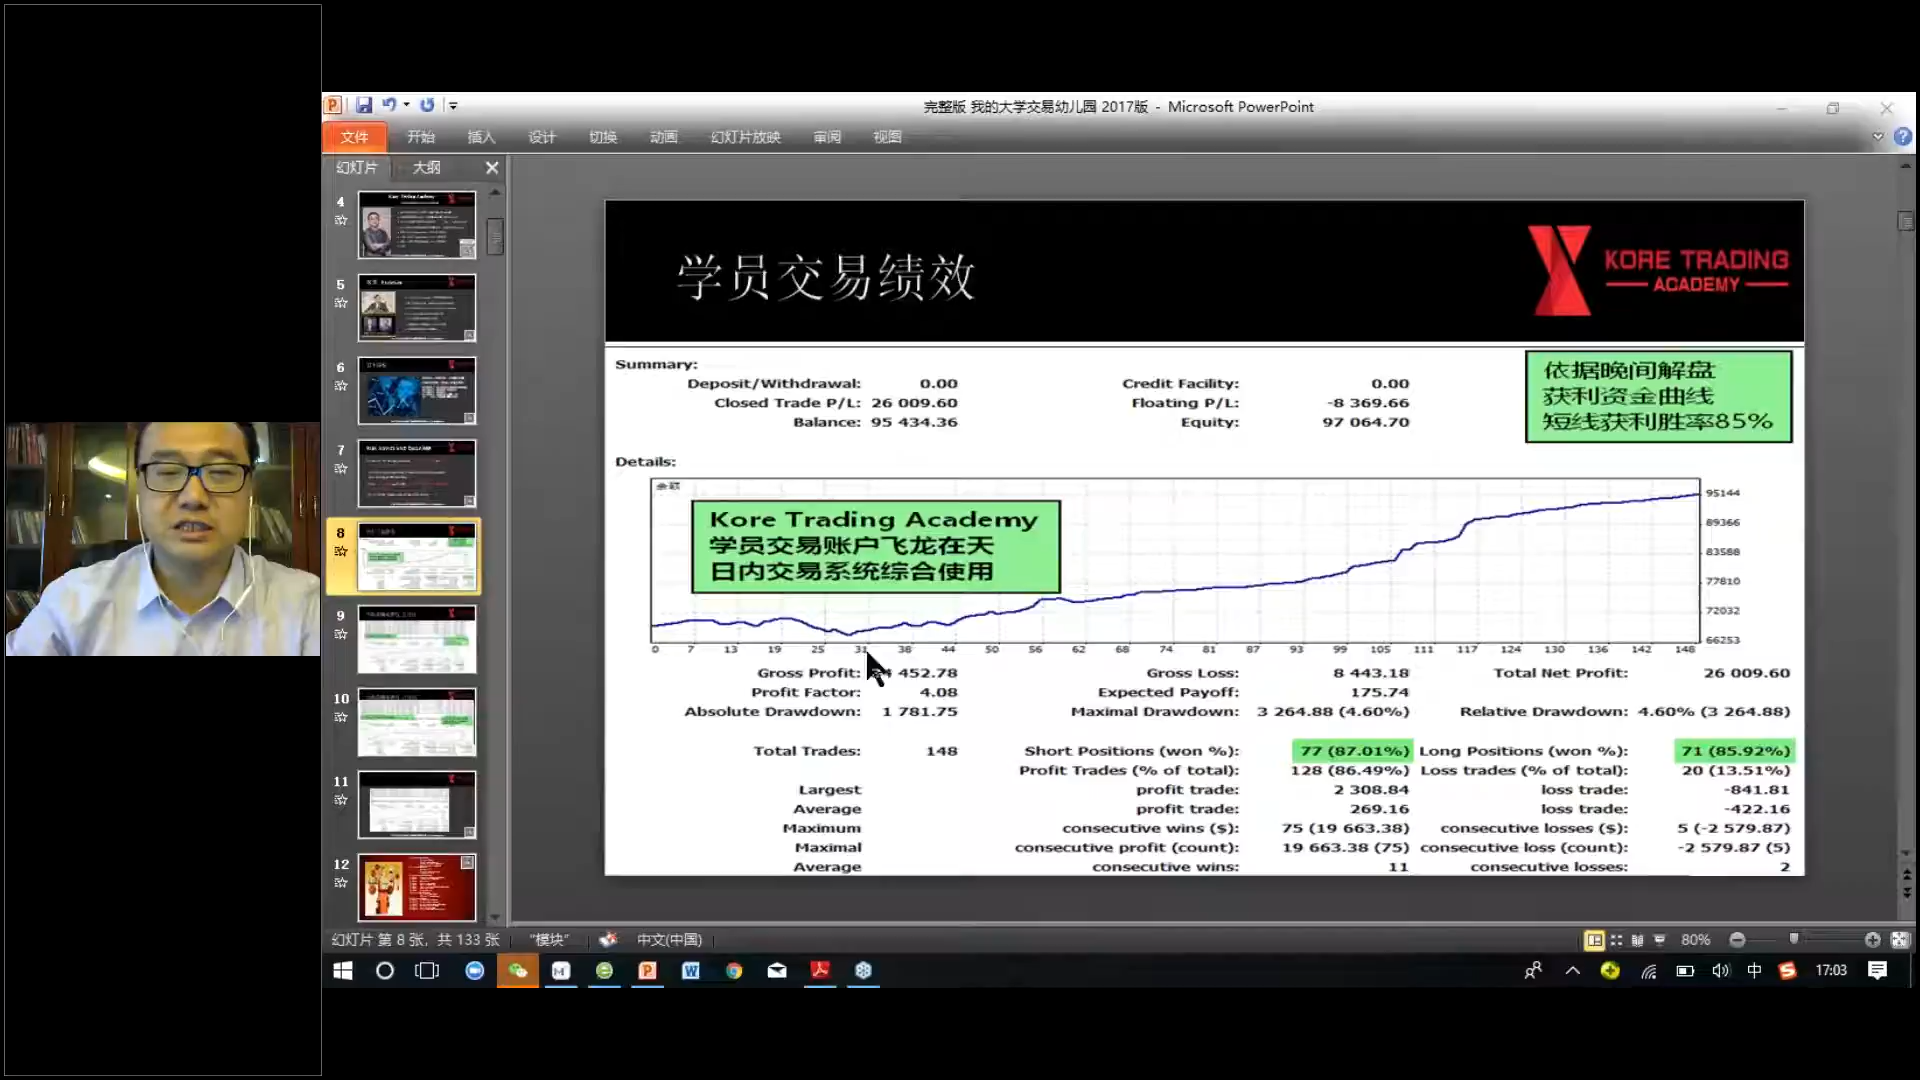 完整版 我的大学交易幼儿园 2017版 - Microsoft PowerPoint
文件 开始 插入 设计 切换 动画 幻灯片放映 审阅 视图
幻灯片 大纲
4
5
6
7
8
9
10
11
12
学员交易绩效
KORE TRADING
ACADEMY
Summary:
Deposit/Withdrawal: 0.00 Credit Facility: 0.00
Closed Trade P/L: 26 009.60 Floating P/L: -8 369.66
Balance: 95 434.36 Equity: 97 064.70
依据晚间解盘
获利资金曲线
短线获利胜率85%
Details:
余额
Kore Trading Academy
学员交易账户飞龙在天
日内交易系统综合使用
95144
89366
83588
77810
72032
66253
0 7 13 19 25 31 38 44 50 56 62 68 74 81 87 93 99 105 111 117 124 130 136 142 148
Gross Profit: 452.78 Gross Loss: 8 443.18 Total Net Profit: 26 009.60
Profit Factor: 4.08 Expected Payoff: 175.74
Absolute Drawdown: 1 781.75 Maximal Drawdown: 3 264.88 (4.60%) Relative Drawdown: 4.60% (3 264.88)
Total Trades: 148 Short Positions (won %): 77 (87.01%) Long Positions (won %): 71 (85.92%)
Profit Trades (% of total): 128 (86.49%) Loss trades (% of total): 20 (13.51%)
Largest profit trade: 2 308.84 loss trade: -841.81
Average profit trade: 269.16 loss trade: -422.16
Maximum consecutive wins ($): 75 (19 663.38) consecutive losses ($): 5 (-2 579.87)
Maximal consecutive profit (count): 19 663.38 (75) consecutive loss (count): -2 579.87 (5)
Average consecutive wins: 11 consecutive losses: 2
幻灯片 第 8 张，共 133 张 "模块" 中文(中国) 80%
中 17:03